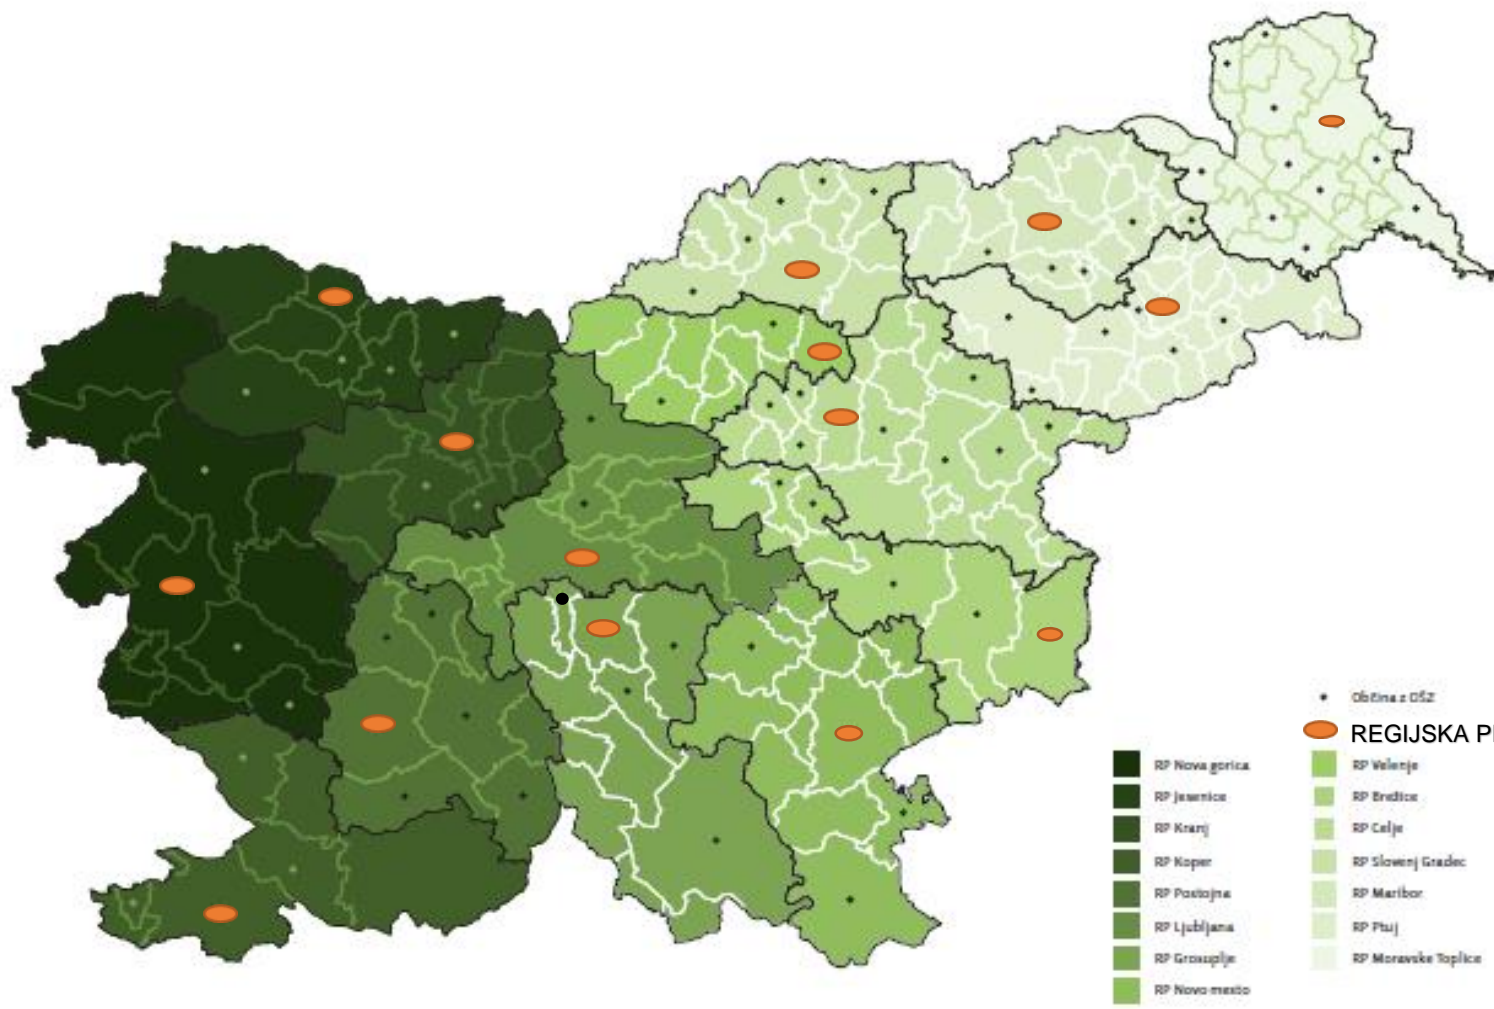 Občina z OŠZ
REGIJSKA PI
RP Nova gorica
RP Jesenice
RP Kranj
RP Koper
RP Postojna
RP Ljubljana
RP Grosuplje
RP Novo mesto
RP Velenje
RP Brežice
RP Celje
RP Slovenj Gradec
RP Maribor
RP Ptuj
RP Moravske Toplice